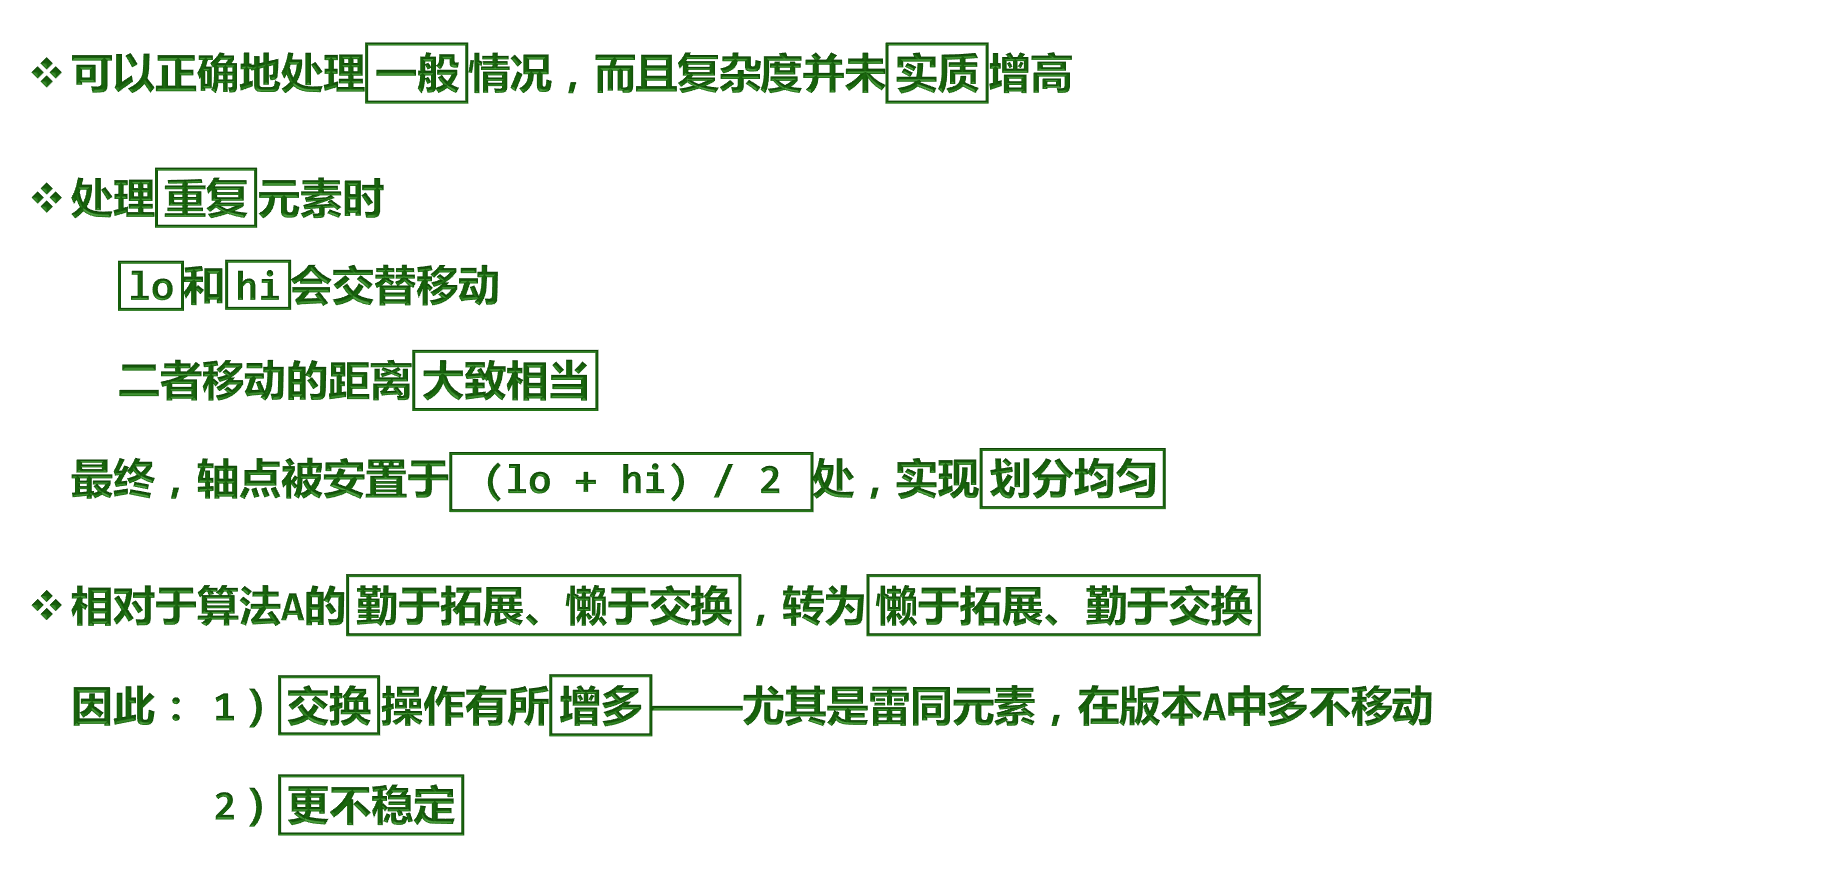 ❖ 可以正确地处理一般情况，而且复杂度并未实质增高
❖ 处理重复元素时
lo和hi会交替移动
二者移动的距离大致相当
最终，轴点被安置于 (lo + hi) / 2 处，实现划分均匀
❖ 相对于算法A的勤于拓展、懒于交换，转为懒于拓展、勤于交换
因此：1) 交换操作有所增多——尤其是雷同元素，在版本A中多不移动
2) 更不稳定